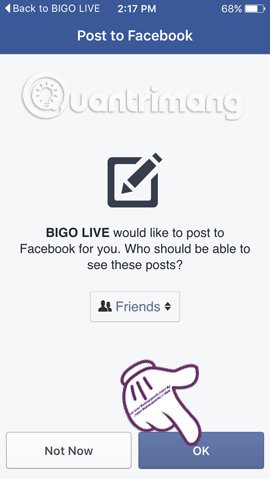 Back to BIGO LIVE 2:17 PM 68%
Post to Facebook
Quantrimang
BIGO LIVE would like to post to
Facebook for you. Who should be able to
see these posts?
Friends
Not Now OK